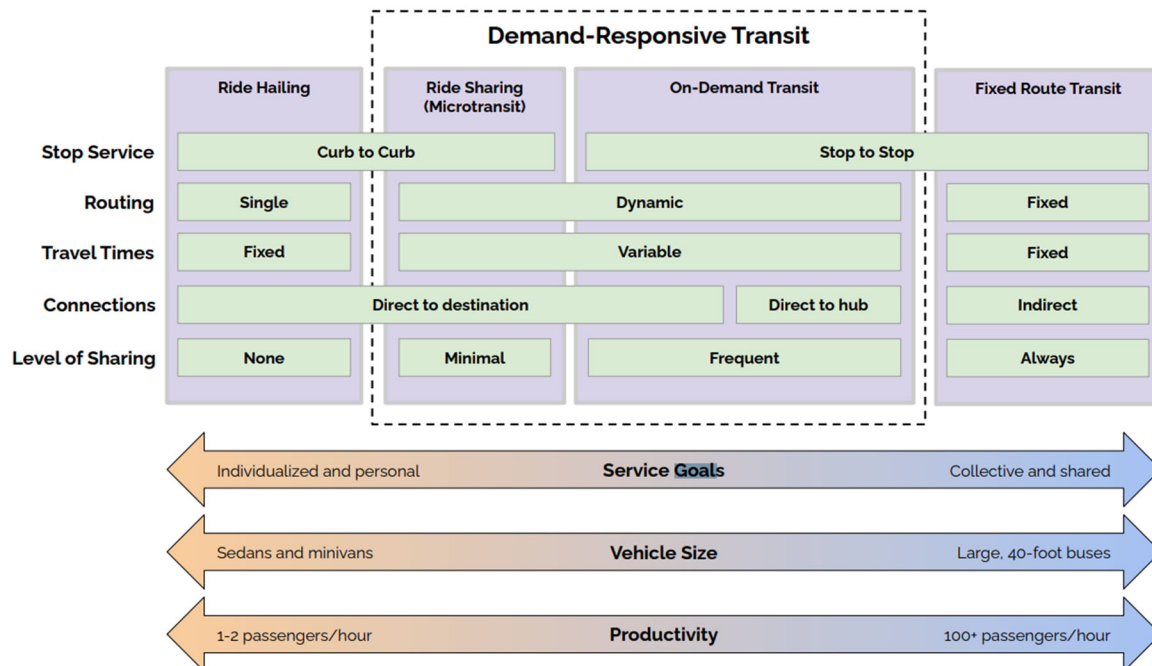 Demand-Responsive Transit
Ride Hailing
Ride Sharing
(Microtransit)
On-Demand Transit
Fixed Route Transit
Stop Service
Curb to Curb
Stop to Stop
Routing
Single
Dynamic
Fixed
Travel Times
Fixed
Variable
Fixed
Connections
Direct to destination
Direct to hub
Indirect
Level of Sharing
None
Minimal
Frequent
Always
Individualized and personal
Service Goals
Collective and shared
Sedans and minivans
Vehicle Size
Large, 40-foot buses
1-2 passengers/hour
Productivity
100+ passengers/hour